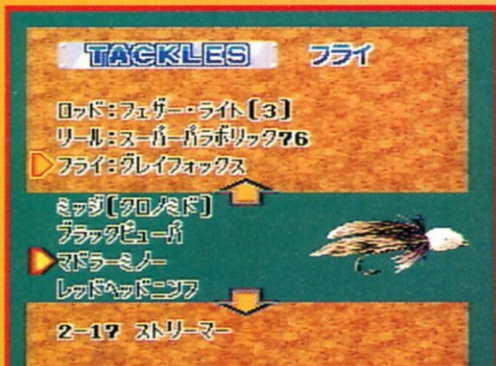 TACKLES フライ
ロッド：フェザー・ライト[3]
リール：スーパーパラボリック76
フライ：グレイフォックス
ミッジ[クロノミド]
ブラックピューパ
マドラーミノー
レッドヘッドニンフ
2-17 ストリーマー